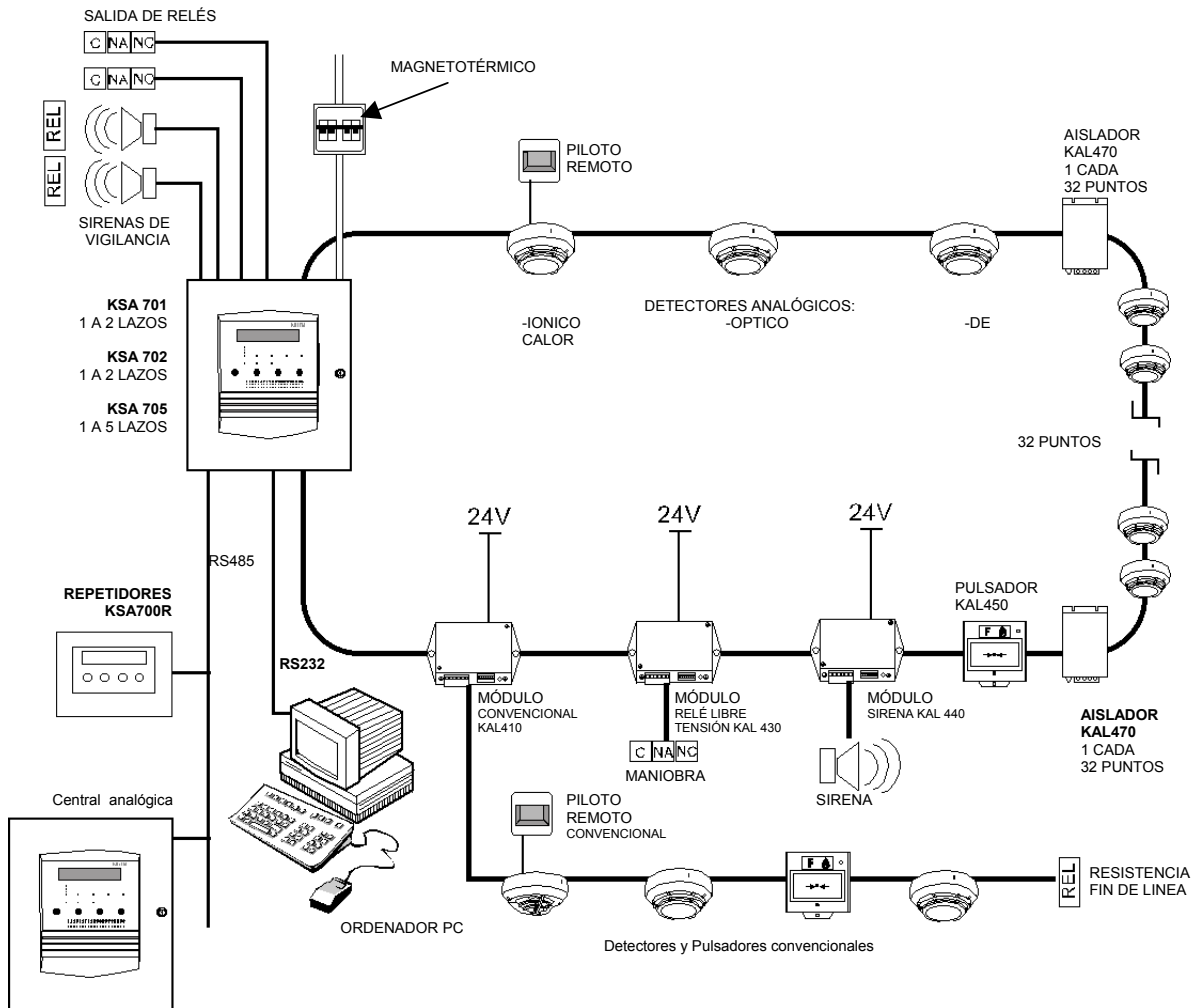 SALIDA DE RELÉS
C NA NC
C NA NC
REL
REL
SIRENAS DE
VIGILANCIA
MAGNETOTÉRMICO
PILOTO
REMOTO
AISLADOR
KAL470
1 CADA
32 PUNTOS
KSA 701
1 A 2 LAZOS
KSA 702
1 A 2 LAZOS
KSA 705
1 A 5 LAZOS
DETECTORES ANALÓGICOS:
-IONICO -OPTICO -DE
CALOR
32 PUNTOS
24V
24V
24V
RS485
REPETIDORES
KSA700R
RS232
PULSADOR
KAL450
F
MÓDULO
CONVENCIONAL
KAL410
MÓDULO
RELÉ LIBRE
TENSIÓN KAL 430
C NA NC
MANIOBRA
MÓDULO
SIRENA KAL 440
SIRENA
AISLADOR
KAL470
1 CADA
32 PUNTOS
Central analógica
PILOTO
REMOTO
CONVENCIONAL
F
REL
RESISTENCIA
FIN DE LINEA
ORDENADOR PC
Detectores y Pulsadores convencionales